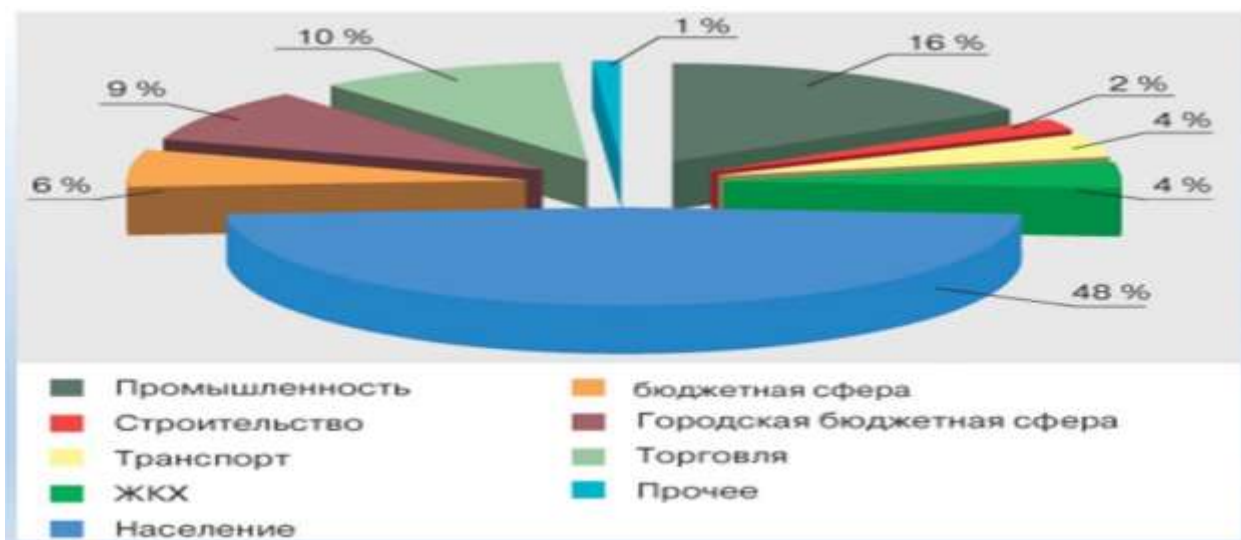 1 %
10 %
16 %
9 %
2 %
4 %
6 %
4 %
48 %
Промышленность
Строительство
Транспорт
ЖКХ
Население
бюджетная сфера
Городская бюджетная сфера
Торговля
Прочее